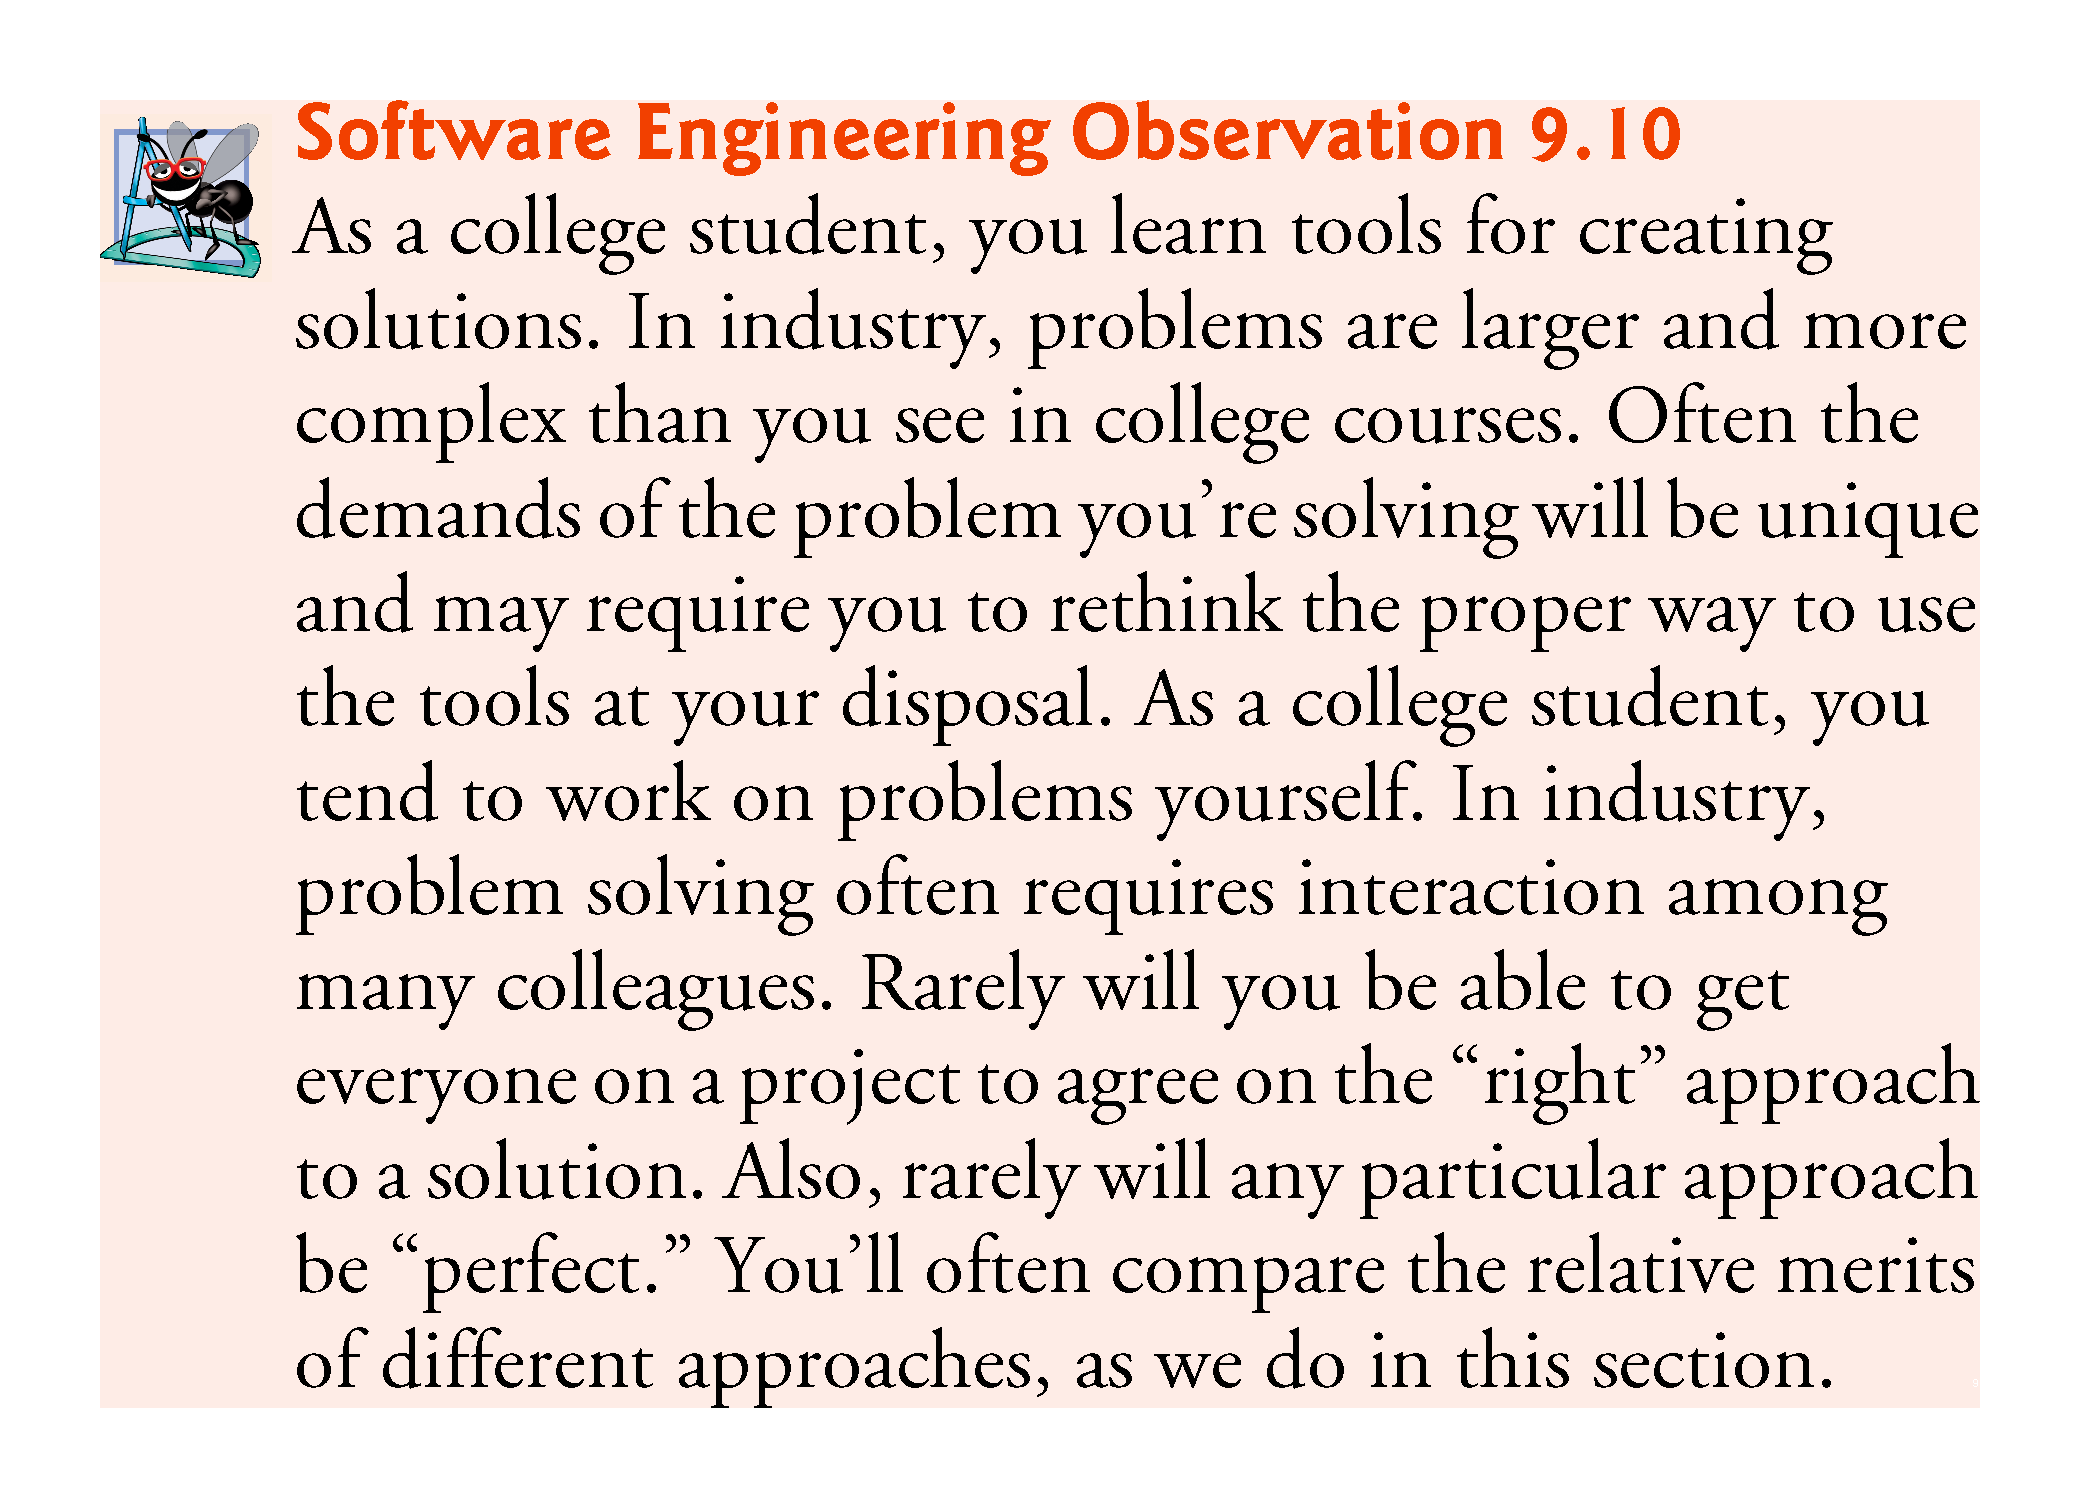 Software Engineering Observation 9.10
As a college student, you learn tools for creating
solutions. In industry, problems are larger and more
complex than you see in college courses. Often the
demands of the problem you’re solving will be unique
and may require you to rethink the proper way to use
the tools at your disposal. As a college student, you
tend to work on problems yourself. In industry,
problem solving often requires interaction among
many colleagues. Rarely will you be able to get
everyone on a project to agree on the “right” approach
to a solution. Also, rarely will any particular approach
be “perfect.” You’ll often compare the relative merits
of different approaches, as we do in this section.